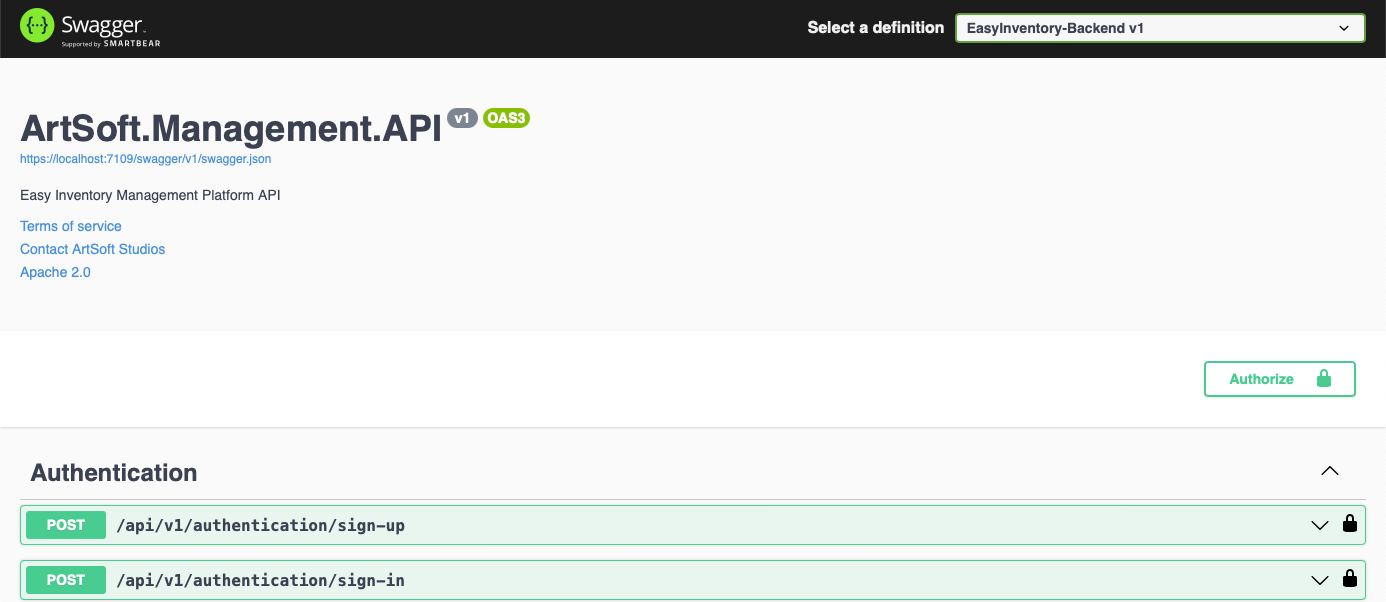 Swagger.
Supported by SMARTBEAR
Select a definition
EasyInventory-Backend v1
ArtSoft.Management.API v1 OAS3
https://localhost:7109/swagger/v1/swagger.json
Easy Inventory Management Platform API
Terms of service
Contact ArtSoft Studios
Apache 2.0
Authorize
Authentication
POST /api/v1/authentication/sign-up
POST /api/v1/authentication/sign-in